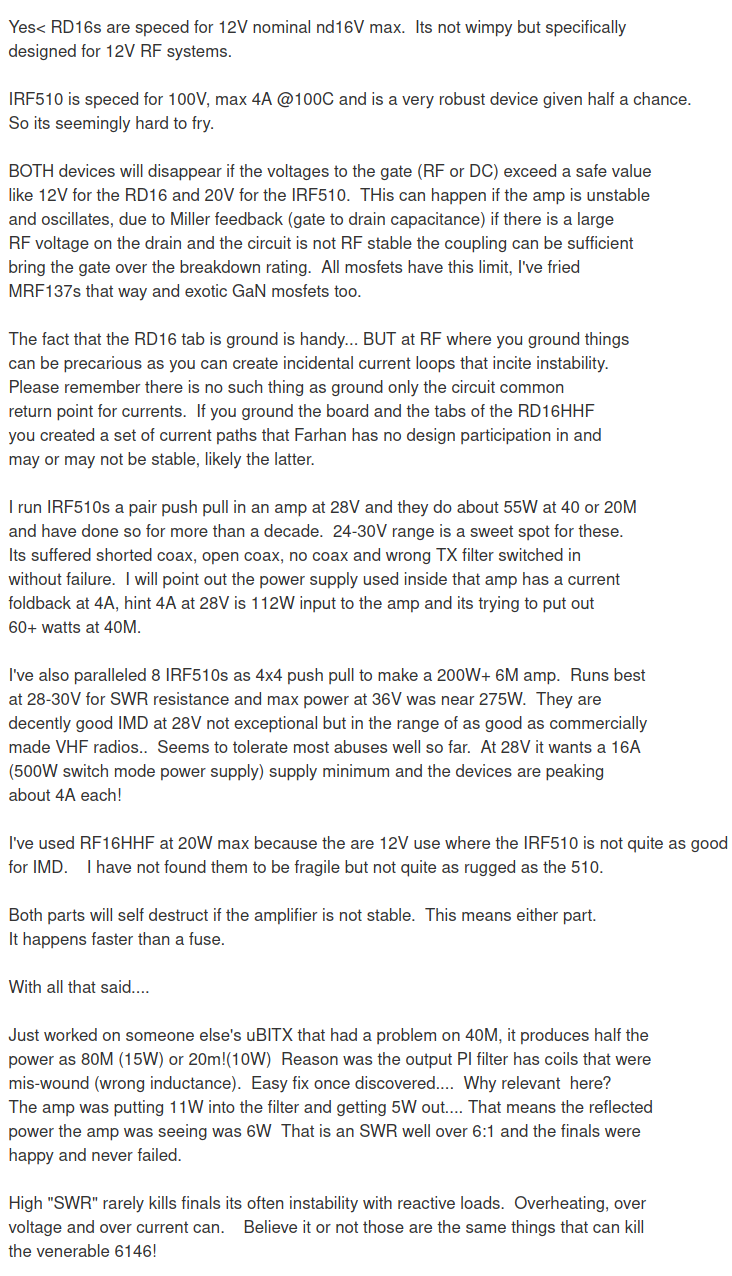 Yes< RD16s are speced for 12V nominal nd16V max.  Its not wimpy but specifically
designed for 12V RF systems.
IRF510 is speced for 100V, max 4A @100C and is a very robust device given half a chance.
So its seemingly hard to fry.
BOTH devices will disappear if the voltages to the gate (RF or DC) exceed a safe value
like 12V for the RD16 and 20V for the IRF510.  THis can happen if the amp is unstable
and oscillates, due to Miller feedback (gate to drain capacitance) if there is a large
RF voltage on the drain and the circuit is not RF stable the coupling can be sufficient
bring the gate over the breakdown rating.  All mosfets have this limit, I've fried
MRF137s that way and exotic GaN mosfets too.
The fact that the RD16 tab is ground is handy... BUT at RF where you ground things
can be precarious as you can create incidental current loops that incite instability.
Please remember there is no such thing as ground only the circuit common
return point for currents.  If you ground the board and the tabs of the RD16HHF
you created a set of current paths that Farhan has no design participation in and
may or may not be stable, likely the latter.
I run IRF510s a pair push pull in an amp at 28V and they do about 55W at 40 or 20M
and have done so for more than a decade.  24-30V range is a sweet spot for these.
Its suffered shorted coax, open coax, no coax and wrong TX filter switched in
without failure.  I will point out the power supply used inside that amp has a current
foldback at 4A, hint 4A at 28V is 112W input to the amp and its trying to put out
60+ watts at 40M.
I've also paralleled 8 IRF510s as 4x4 push pull to make a 200W+ 6M amp.  Runs best
at 28-30V for SWR resistance and max power at 36V was near 275W.  They are
decently good IMD at 28V not exceptional but in the range of as good as commercially
made VHF radios..  Seems to tolerate most abuses well so far.  At 28V it wants a 16A
(500W switch mode power supply) supply minimum and the devices are peaking
about 4A each!
I've used RF16HHF at 20W max because the are 12V use where the IRF510 is not quite as good
for IMD.    I have not found them to be fragile but not quite as rugged as the 510.
Both parts will self destruct if the amplifier is not stable.  This means either part.
It happens faster than a fuse.
With all that said....
Just worked on someone else's uBITX that had a problem on 40M, it produces half the
power as 80M (15W) or 20m!(10W)  Reason was the output PI filter has coils that were
mis-wound (wrong inductance).  Easy fix once discovered....  Why relevant  here?
The amp was putting 11W into the filter and getting 5W out.... That means the reflected
power the amp was seeing was 6W  That is an SWR well over 6:1 and the finals were
happy and never failed.
High "SWR" rarely kills finals its often instability with reactive loads.  Overheating, over
voltage and over current can.    Believe it or not those are the same things that can kill
the venerable 6146!